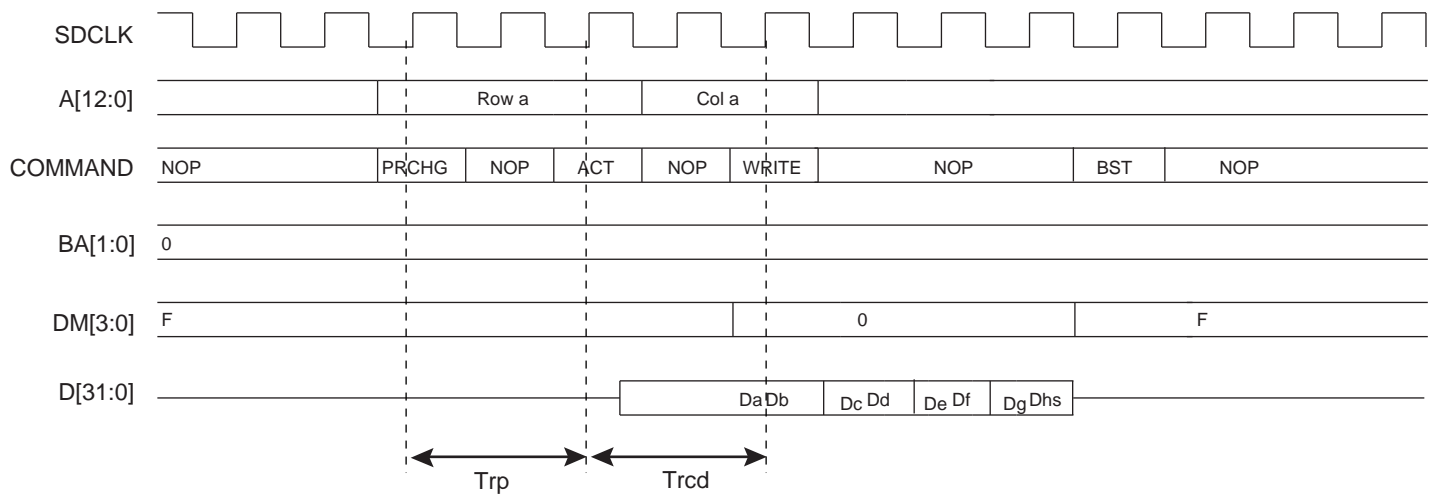 SDCLK
A[12:0] Row a Col a
COMMAND NOP PRCHG NOP ACT NOP WRITE NOP BST NOP
BA[1:0] 0
DM[3:0] F 0 F
D[31:0] Da Db Dc Dd De Df Dg Dhs
Trp Trcd